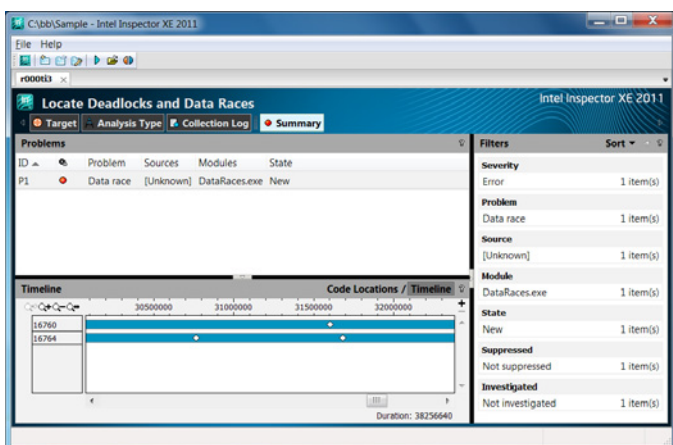 C:\bb\Sample - Intel Inspector XE 2011
File Help
r000ti3
Locate Deadlocks and Data Races
Intel Inspector XE 2011
Target Analysis Type Collection Log Summary
Problems
ID Problem Sources Modules State
P1 Data race [Unknown] DataRaces.exe New
Filters Sort
Severity
Error 1 item(s)
Problem
Data race 1 item(s)
Source
[Unknown] 1 item(s)
Module
DataRaces.exe 1 item(s)
State
New 1 item(s)
Suppressed
Not suppressed 1 item(s)
Investigated
Not investigated 1 item(s)
Timeline Code Locations / Timeline
30500000 31000000 31500000 32000000
16760
16764
Duration: 38256640